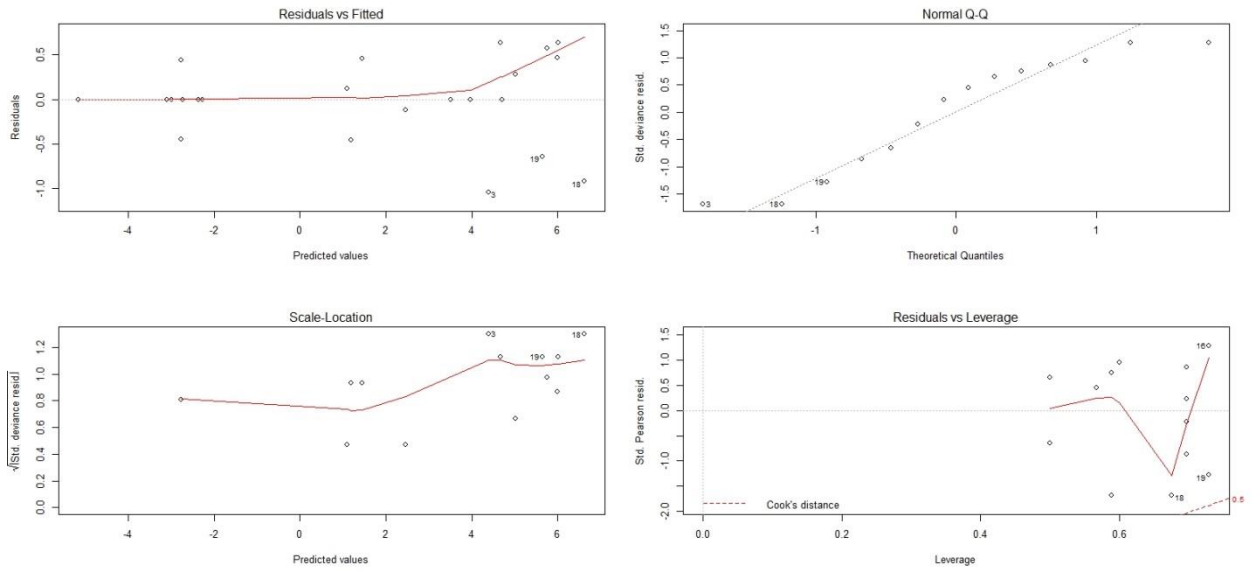 Residuals vs Fitted
Residuals
0.5
0.0
-0.5
-1.0
19
3
18
-4 -2 0 2 4 6
Predicted values
Normal Q-Q
Std. deviance resid.
1.5
1.0
0.5
0.0
-0.5
-1.0
-1.5
3
18
19
-1 0 1
Theoretical Quantiles
Scale-Location
√|Std. deviance resid.|
1.2
1.0
0.8
0.6
0.4
0.2
0.0
3
19
18
-4 -2 0 2 4 6
Predicted values
Residuals vs Leverage
Std. Pearson resid.
1.5
1.0
0.5
0.0
-1.0
-2.0
16
19
18
0.5
Cook's distance
0.0 0.2 0.4 0.6
Leverage